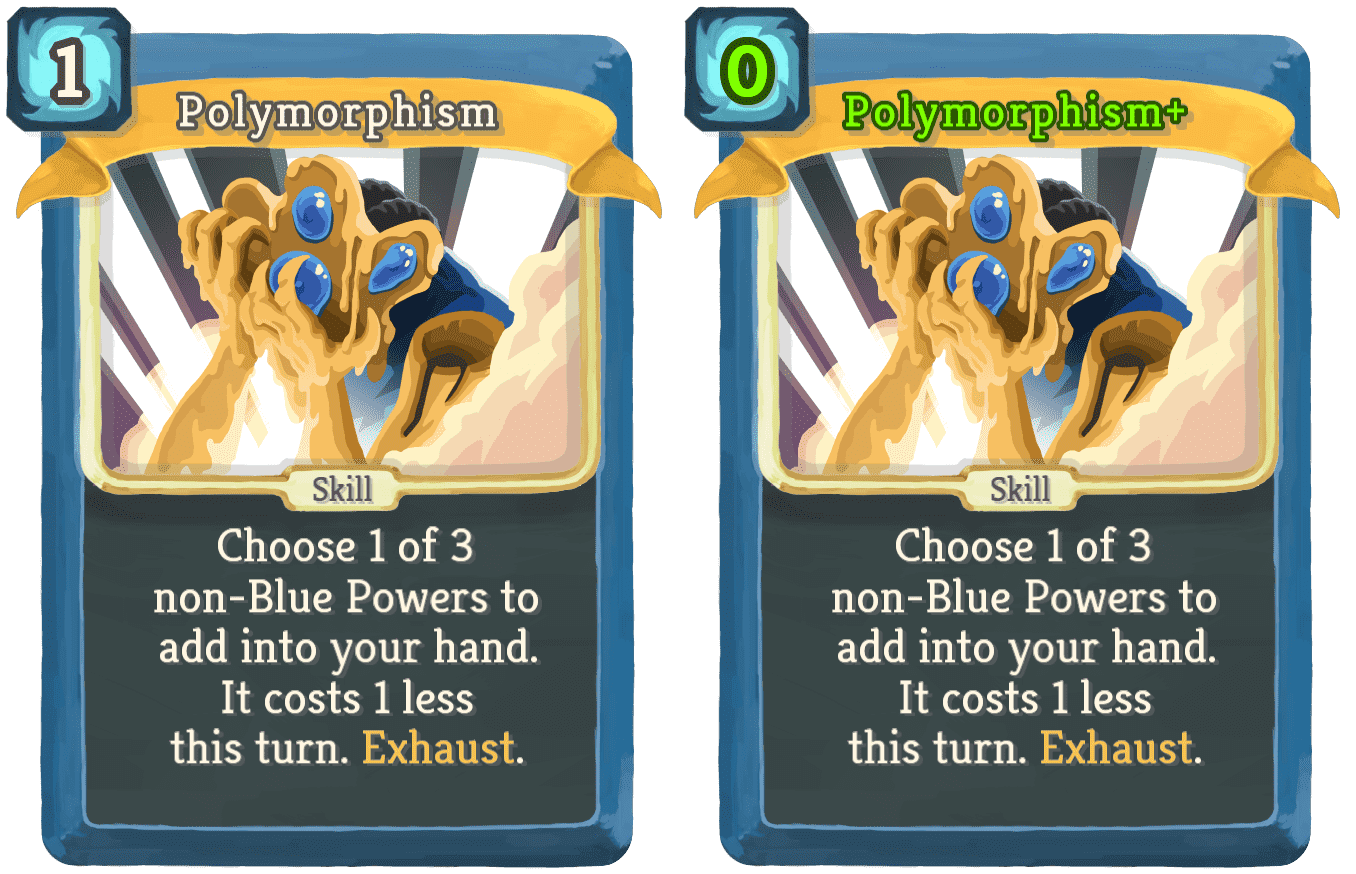 1
Polymorphism
Skill
Choose 1 of 3
non-Blue Powers to
add into your hand.
It costs 1 less
this turn. Exhaust.
0
Polymorphism+
Skill
Choose 1 of 3
non-Blue Powers to
add into your hand.
It costs 1 less
this turn. Exhaust.